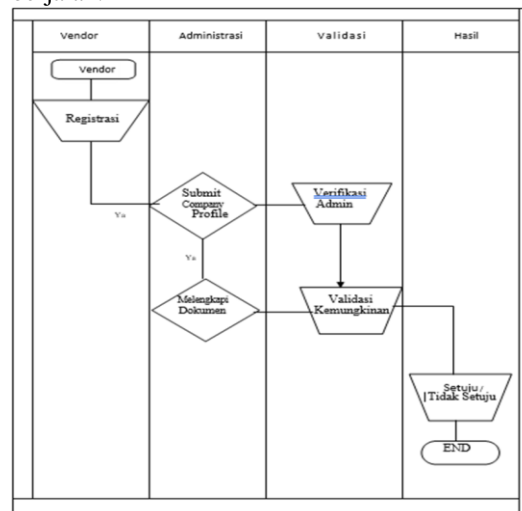 Vendor
Administrasi
Validasi
Hasil
Vendor
Registrasi
Ya
Submit
Company
Profile
Verifikasi
Admin
Ya
Melengkapi
Dokumen
Validasi
Kemungkinan
Setuju/
Tidak Setuju
END